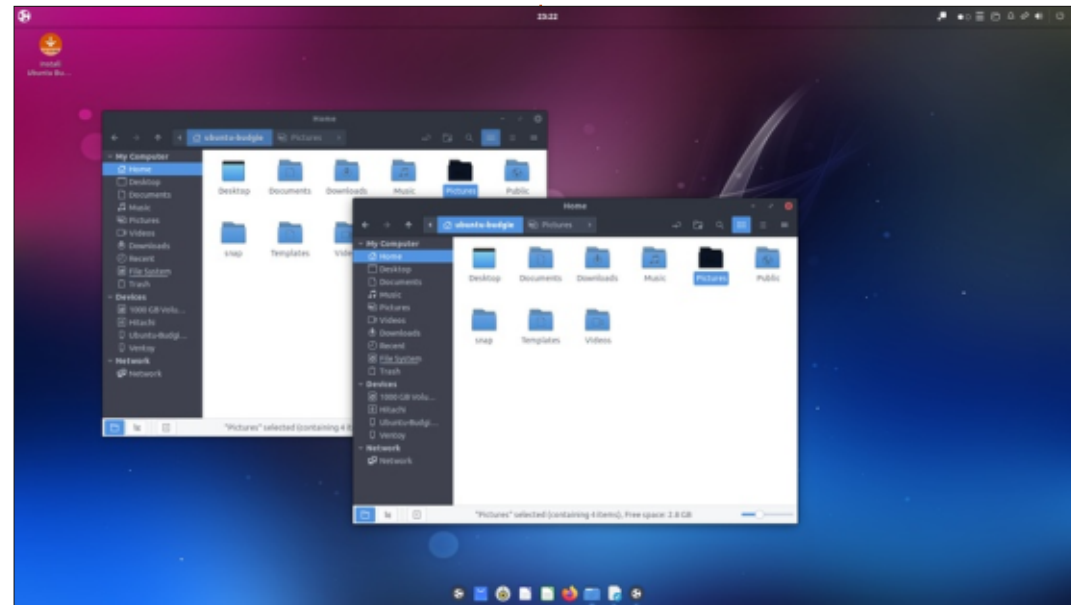 23:22
Install
Ubuntu Bu...
Home
ubuntu-budgie
Pictures
My Computer
Home
Desktop
Documents
Music
Pictures
Videos
Downloads
Recent
File System
Trash
Devices
1000 GB Volu...
Hitachi
Ubuntu-Budgi...
Ventoy
Network
Network
Desktop
Documents
Downloads
Music
Pictures
Public
snap
Templates
"Pictures" selected (containing 4
Home
ubuntu-budgie
Pictures
My Computer
Home
Desktop
Documents
Music
Pictures
Videos
Downloads
Recent
File System
Trash
Devices
1000 GB Volu...
Hitachi
Ubuntu-Budgi...
Ventoy
Network
Network
Desktop
Documents
Downloads
Music
Pictures
Public
snap
Templates
Videos
"Pictures" selected (containing 4 items), Free space: 2.8 GB